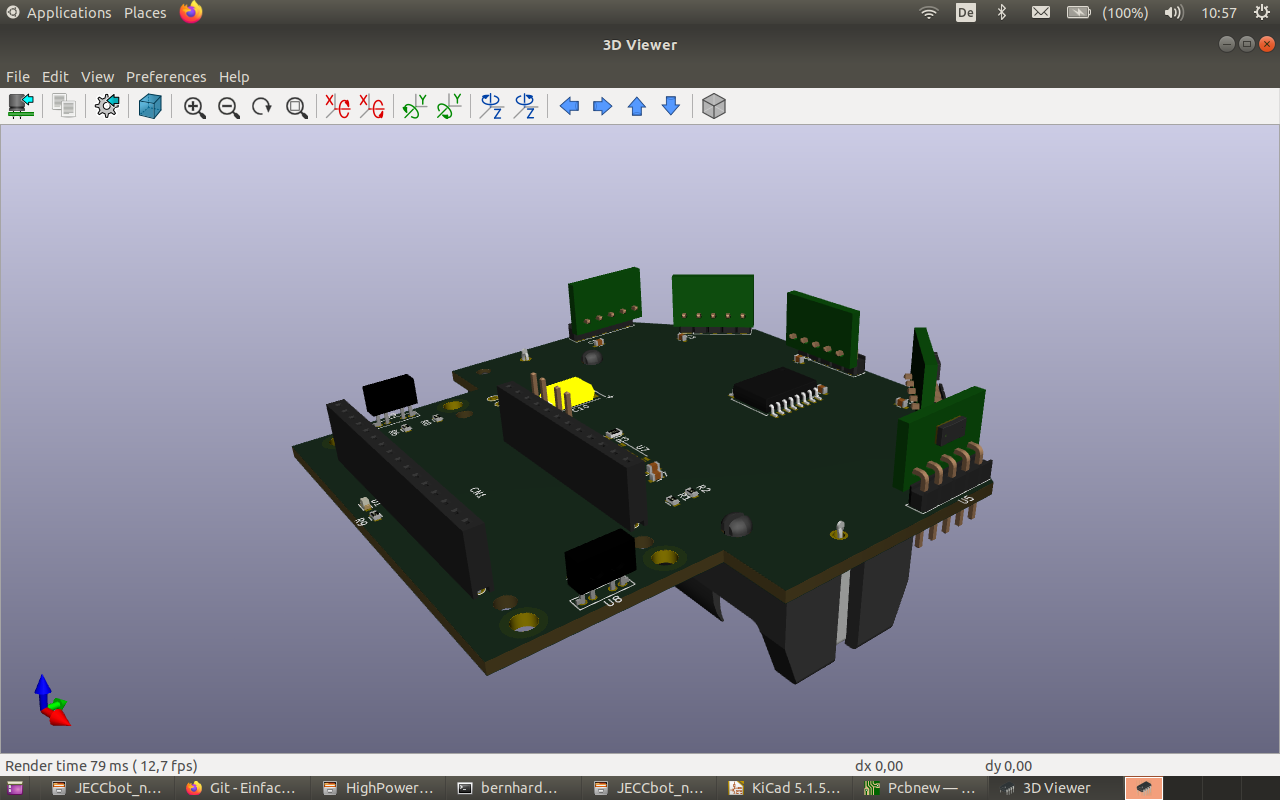 Applications Places De (100%) 10:57
3D Viewer
File Edit View Preferences Help
X X Y Y Z Z
CN1
R2
U5
U8
Render time 79 ms ( 12,7 fps) dx 0,00 dy 0,00
JECCbot_n... Git - Einfac... HighPower... bernhard... JECCbot_n... KiCad 5.1.5... Pcbnew — ... 3D Viewer